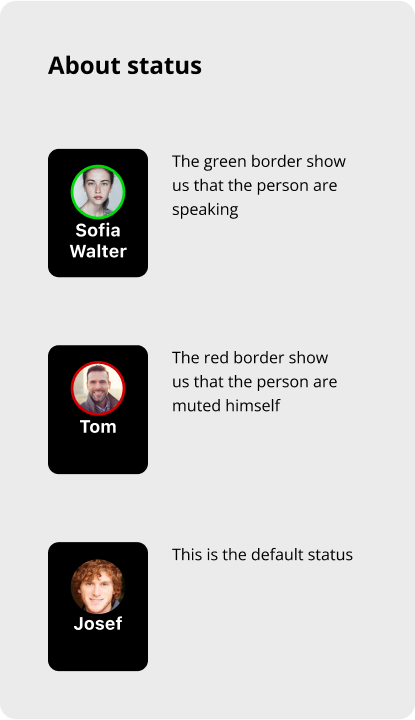 About status
Sofia
Walter
The green border show
us that the person are
speaking
Tom
The red border show
us that the person are
muted himself
Josef
This is the default status